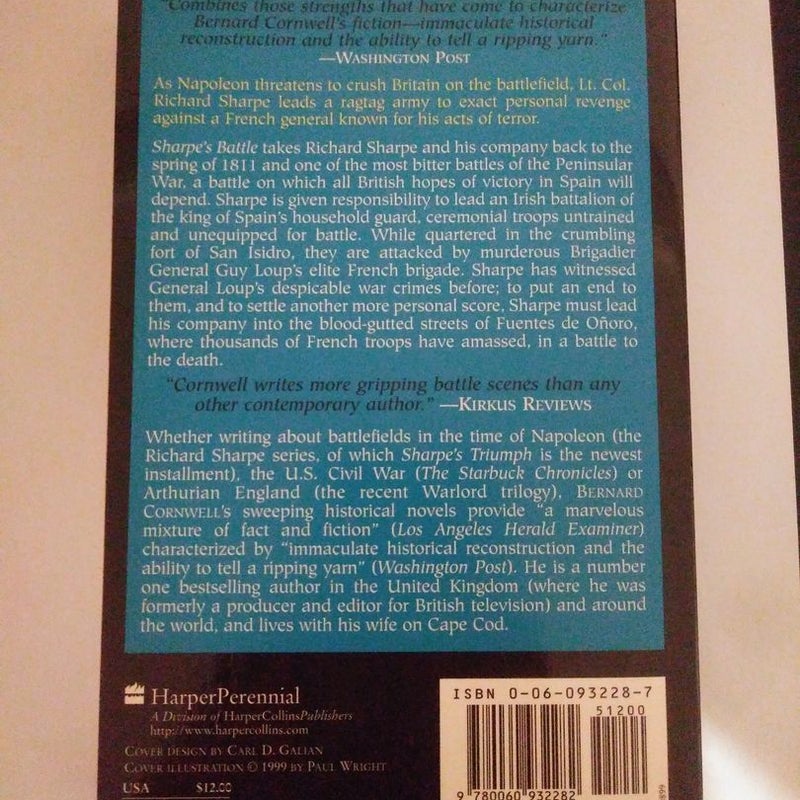 "Combines those strengths that have come to characterize
Bernard Cornwell's fiction—immaculate historical
reconstruction and the ability to tell a ripping yarn."
—WASHINGTON POST
As Napoleon threatens to crush Britain on the battlefield, Lt. Col.
Richard Sharpe leads a ragtag army to exact personal revenge
against a French general known for his acts of terror.
Sharpe's Battle takes Richard Sharpe and his company back to the
spring of 1811 and one of the most bitter battles of the Peninsular
War, a battle on which all British hopes of victory in Spain will
depend. Sharpe is given responsibility to lead an Irish battalion of
the king of Spain's household guard, ceremonial troops untrained
and unequipped for battle. While quartered in the crumbling
fort of San Isidro, they are attacked by murderous Brigadier
General Guy Loup's elite French brigade. Sharpe has witnessed
General Loup's despicable war crimes before; to put an end to
them, and to settle another more personal score, Sharpe must lead
his company into the blood-gutted streets of Fuentes de Oñoro,
where thousands of French troops have amassed, in a battle to
the death.
"Cornwell writes more gripping battle scenes than any
other contemporary author." —KIRKUS REVIEWS
Whether writing about battlefields in the time of Napoleon (the
Richard Sharpe series, of which Sharpe's Triumph is the newest
installment), the U.S. Civil War (The Starbuck Chronicles) or
Arthurian England (the recent Warlord trilogy), BERNARD
CORNWELL'S sweeping historical novels provide "a marvelous
mixture of fact and fiction" (Los Angeles Herald Examiner)
characterized by "immaculate historical reconstruction and the
ability to tell a ripping yarn" (Washington Post). He is a number
one bestselling author in the United Kingdom (where he was
formerly a producer and editor for British television) and around
the world, and lives with his wife on Cape Cod.
HarperPerennial
A Division of HarperCollinsPublishers
http://www.harpercollins.com
COVER DESIGN BY CARL D. GALIAN
COVER ILLUSTRATION © 1999 BY PAUL WRIGHT
USA $12.00
ISBN 0-06-093228-7
51200
9 780060 932282